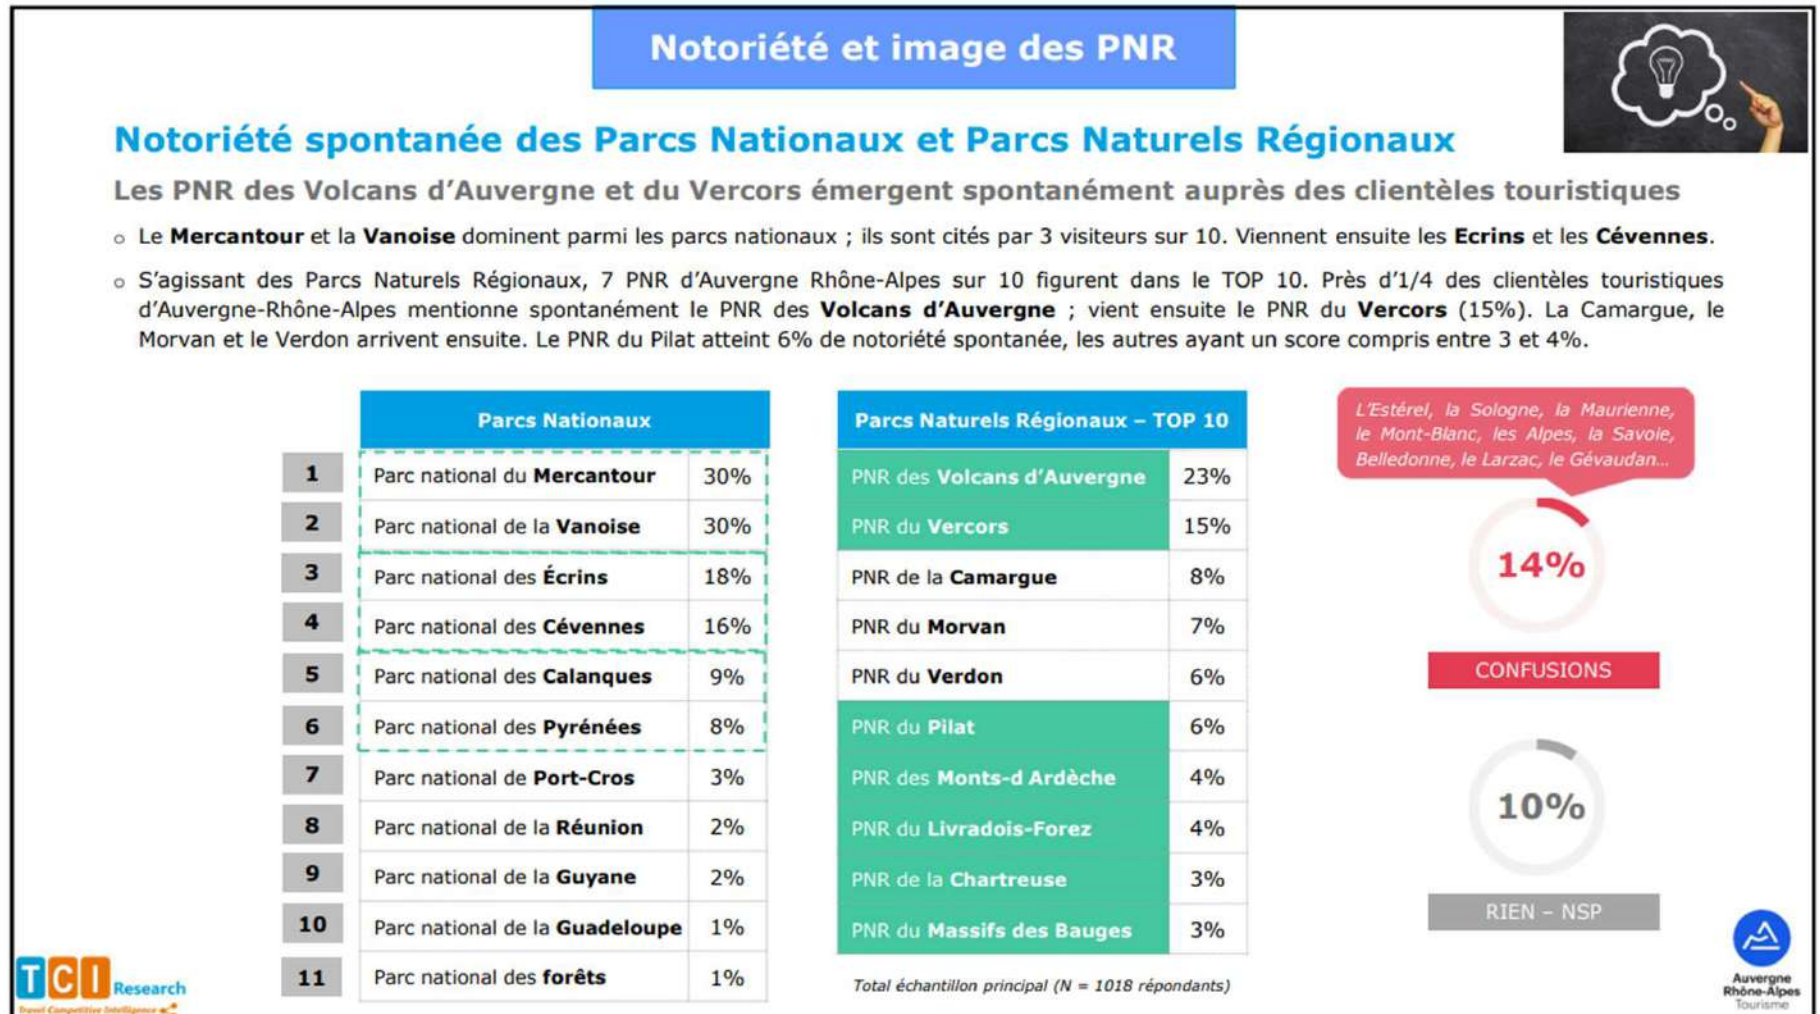 Notoriété et image des PNR
Notoriété spontanée des Parcs Nationaux et Parcs Naturels Régionaux
Les PNR des Volcans d'Auvergne et du Vercors émergent spontanément auprès des clientèles touristiques
o Le Mercantour et la Vanoise dominent parmi les parcs nationaux ; ils sont cités par 3 visiteurs sur 10. Viennent ensuite les Ecrins et les Cévennes.
o S'agissant des Parcs Naturels Régionaux, 7 PNR d'Auvergne Rhône-Alpes sur 10 figurent dans le TOP 10. Près d'1/4 des clientèles touristiques
d'Auvergne-Rhône-Alpes mentionne spontanément le PNR des Volcans d'Auvergne ; vient ensuite le PNR du Vercors (15%). La Camargue, le
Morvan et le Verdon arrivent ensuite. Le PNR du Pilat atteint 6% de notoriété spontanée, les autres ayant un score compris entre 3 et 4%.
Parcs Nationaux
1 Parc national du Mercantour 30%
2 Parc national de la Vanoise 30%
3 Parc national des Écrins 18%
4 Parc national des Cévennes 16%
5 Parc national des Calanques 9%
6 Parc national des Pyrénées 8%
7 Parc national de Port-Cros 3%
8 Parc national de la Réunion 2%
9 Parc national de la Guyane 2%
10 Parc national de la Guadeloupe 1%
11 Parc national des forêts 1%
Parcs Naturels Régionaux – TOP 10
PNR des Volcans d'Auvergne 23%
PNR du Vercors 15%
PNR de la Camargue 8%
PNR du Morvan 7%
PNR du Verdon 6%
PNR du Pilat 6%
PNR des Monts-d Ardèche 4%
PNR du Livradois-Forez 4%
PNR de la Chartreuse 3%
PNR du Massifs des Bauges 3%
Total échantillon principal (N = 1018 répondants)
L'Estérel, la Sologne, la Maurienne,
le Mont-Blanc, les Alpes, la Savoie,
Belledonne, le Larzac, le Gévaudan…
14%
CONFUSIONS
10%
RIEN – NSP
TCI Research
Travel Competitive Intelligence
Auvergne
Rhône-Alpes
Tourisme